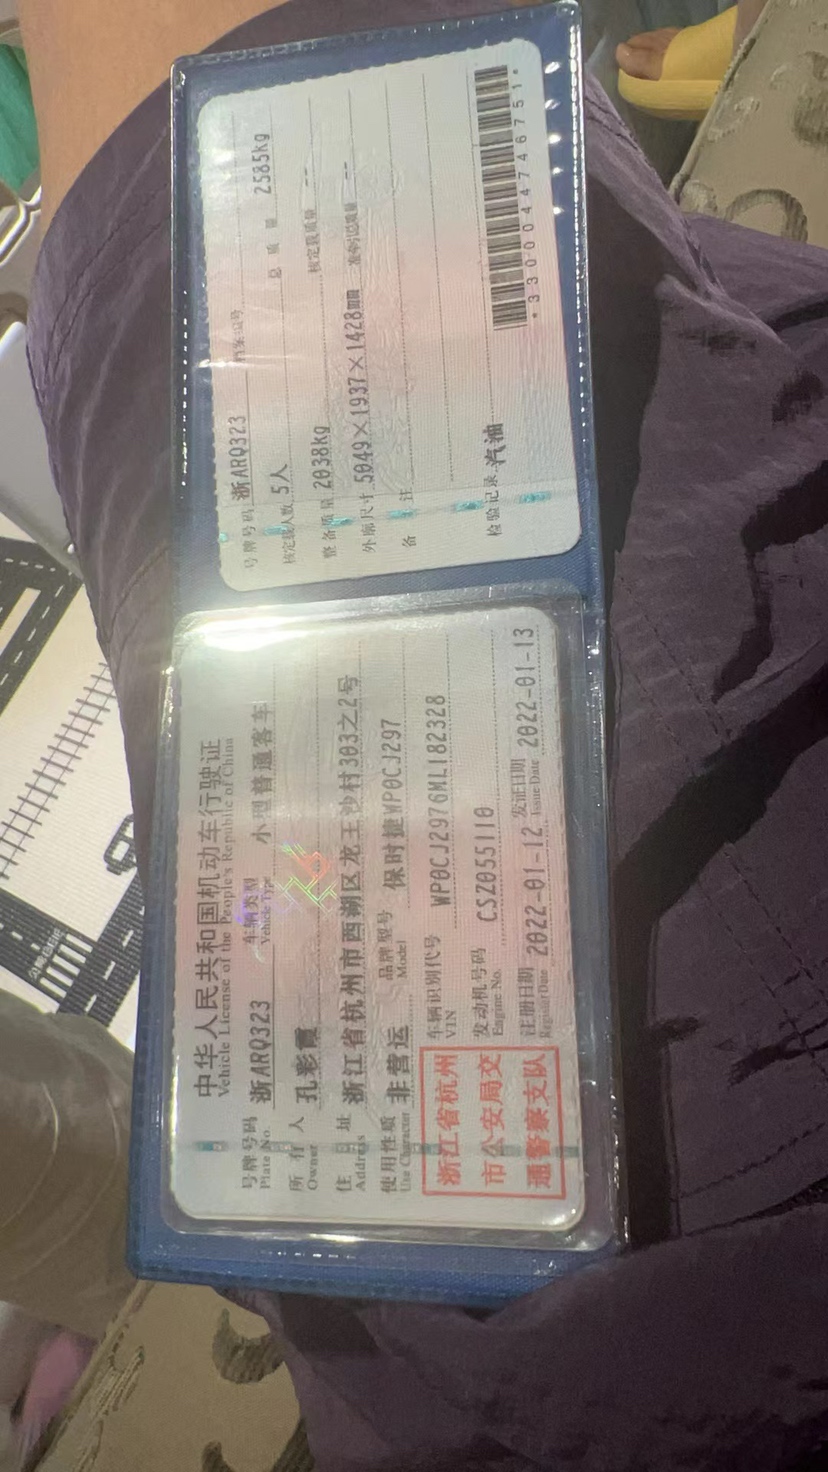 中华人民共和国机动车行驶证
Vehicle License of the People's Republic of China
号牌号码 浙ARQ323 车辆类型 小型普通客车
Plate No. Vehicle Type
所有人 孔彩霞
Owner
住址 浙江省杭州市西湖区龙王沙村303之2号
Address
使用性质 非营运 品牌型号 保时捷WP0CJ297
Use Character Model
浙江省杭州
市公安局交
通警察支队
车辆识别代号 WP0CJ2976ML182328
VIN
发动机号码 CSZ055110
Engine No.
注册日期 2022-01-12 发证日期 2022-01-13
Register Date Issue Date
号牌号码 浙ARQ323 档案编号
核定载人数 5人 总质量 2585kg
整备质量 2038kg 核定载质量 --
外廓尺寸 5049×1937×1428mm 准牵引总质量 --
备注
检验记录 汽油
*3300044746751*